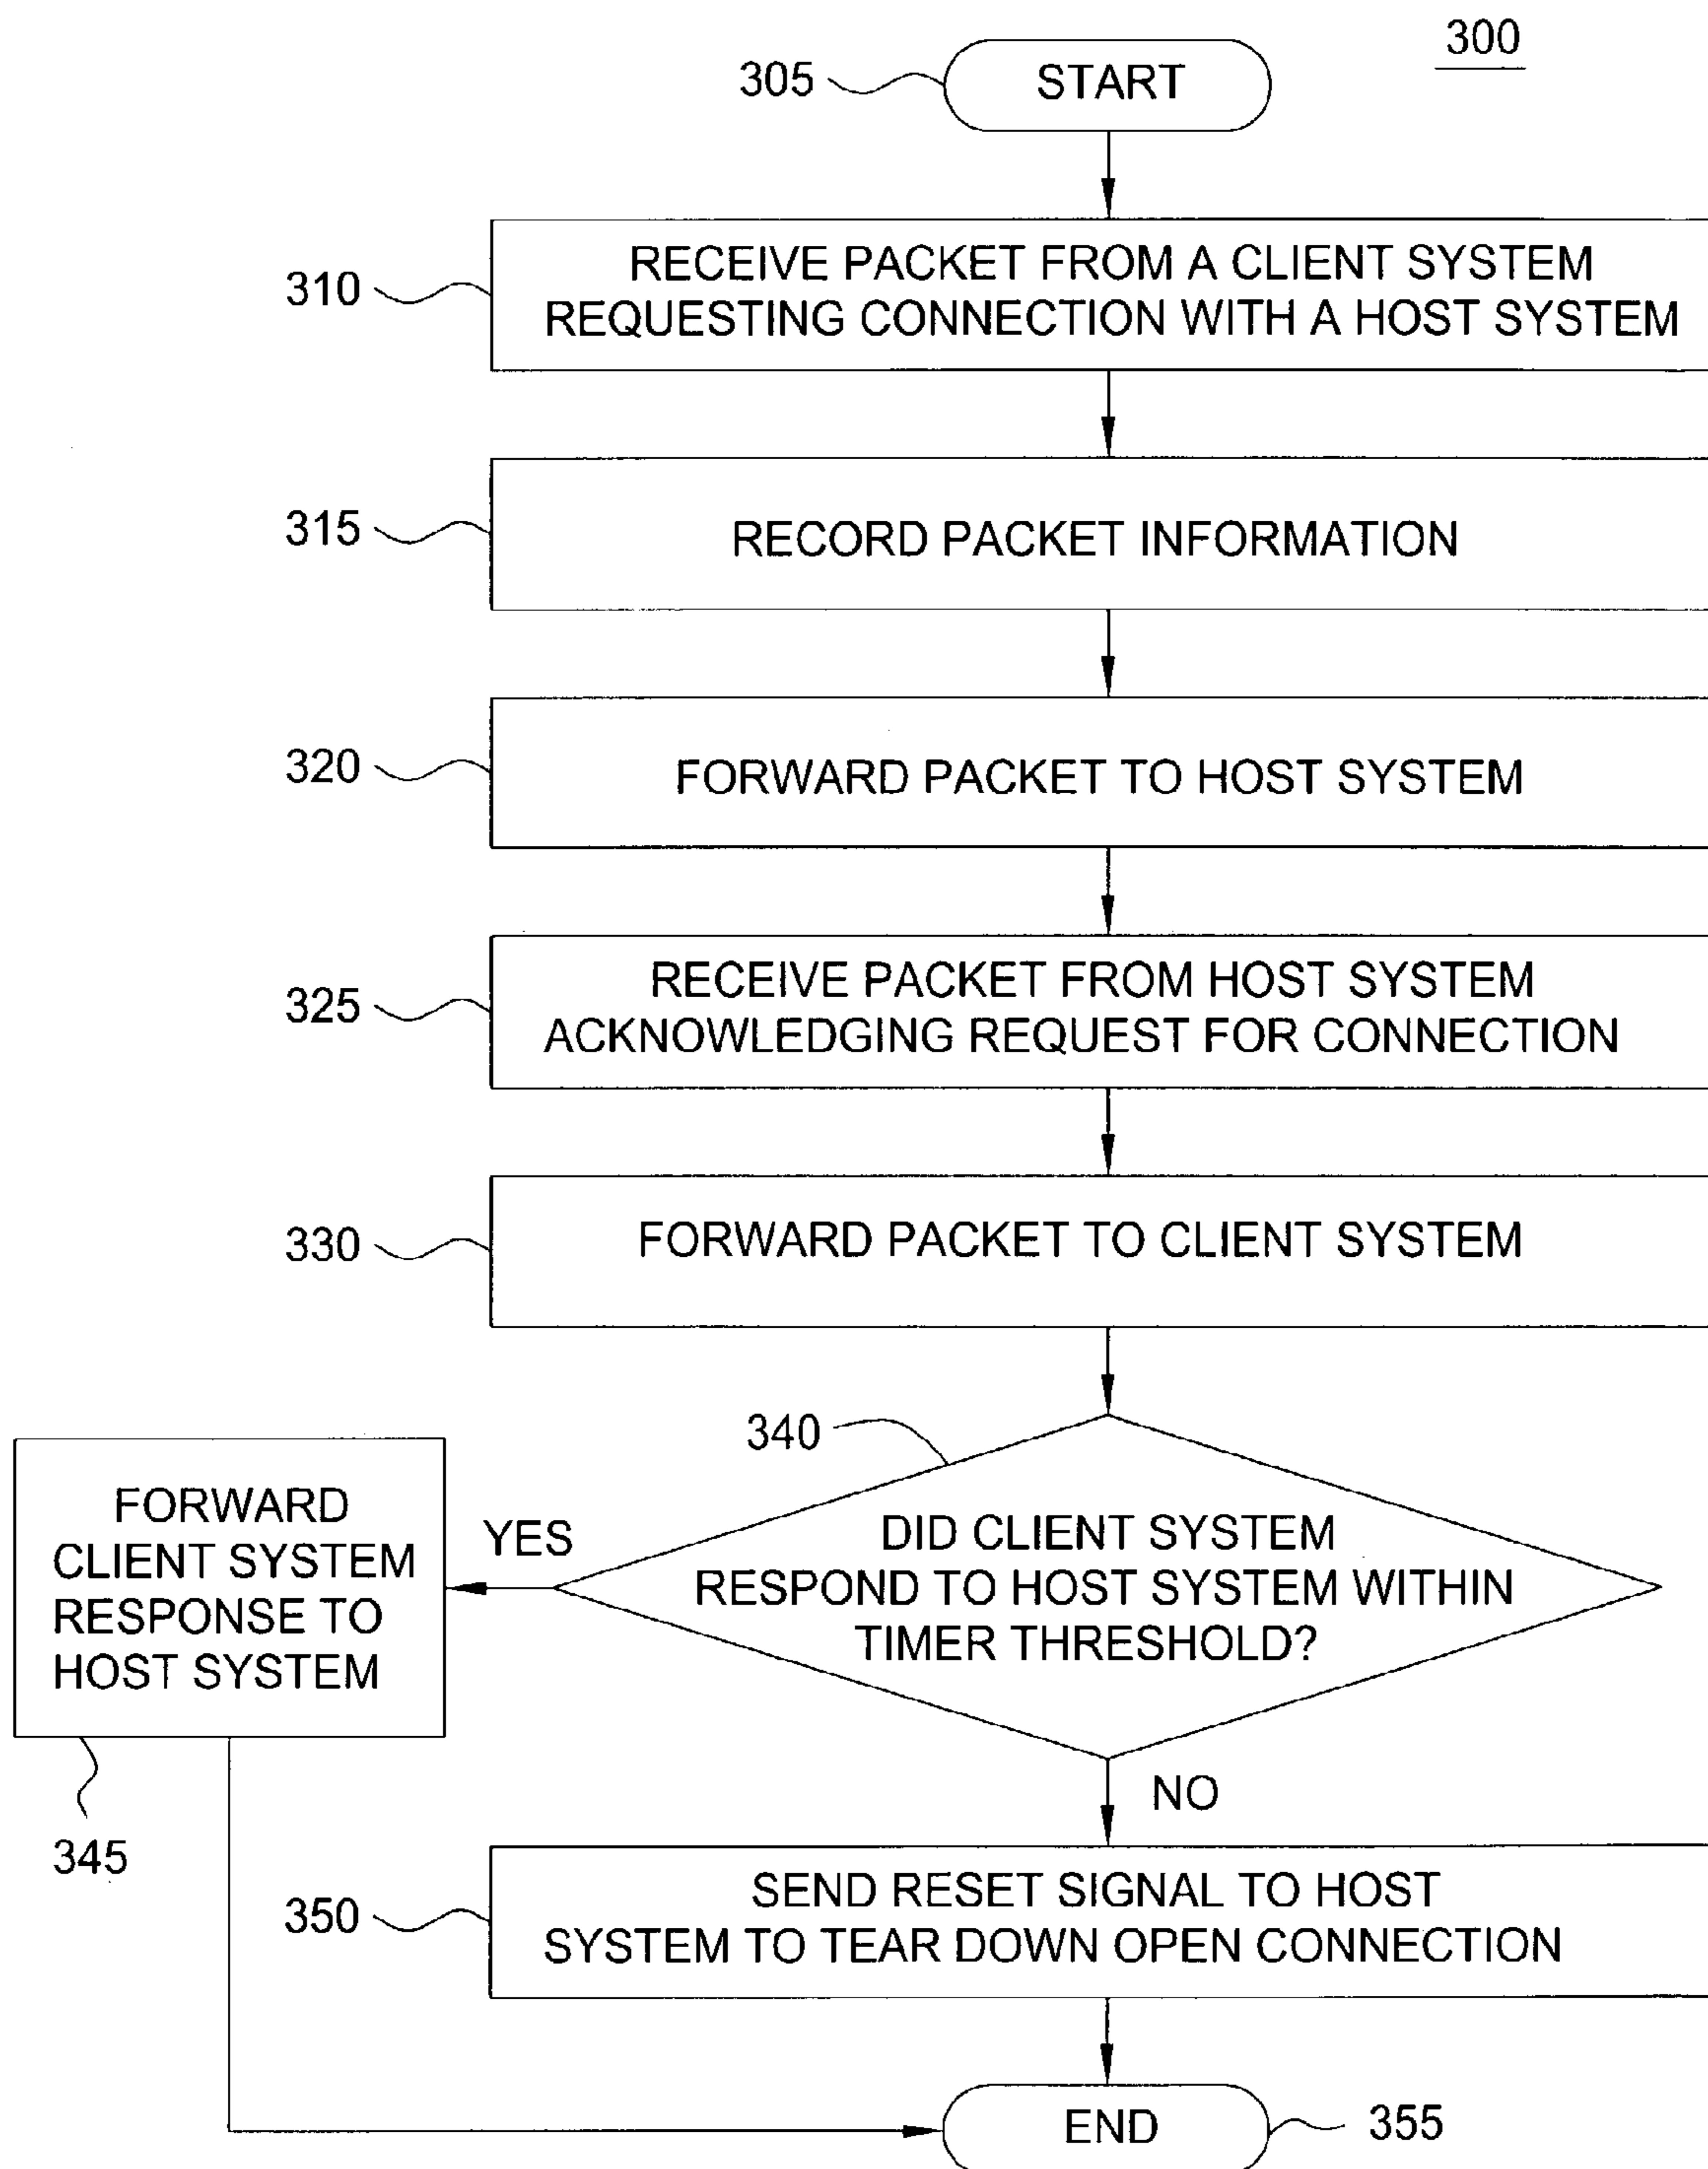 300
305
START
310
RECEIVE PACKET FROM A CLIENT SYSTEM
REQUESTING CONNECTION WITH A HOST SYSTEM
315
RECORD PACKET INFORMATION
320
FORWARD PACKET TO HOST SYSTEM
325
RECEIVE PACKET FROM HOST SYSTEM
ACKNOWLEDGING REQUEST FOR CONNECTION
330
FORWARD PACKET TO CLIENT SYSTEM
340
DID CLIENT SYSTEM
RESPOND TO HOST SYSTEM WITHIN
TIMER THRESHOLD?
YES
FORWARD
CLIENT SYSTEM
RESPONSE TO
HOST SYSTEM
345
NO
350
SEND RESET SIGNAL TO HOST
SYSTEM TO TEAR DOWN OPEN CONNECTION
END
355